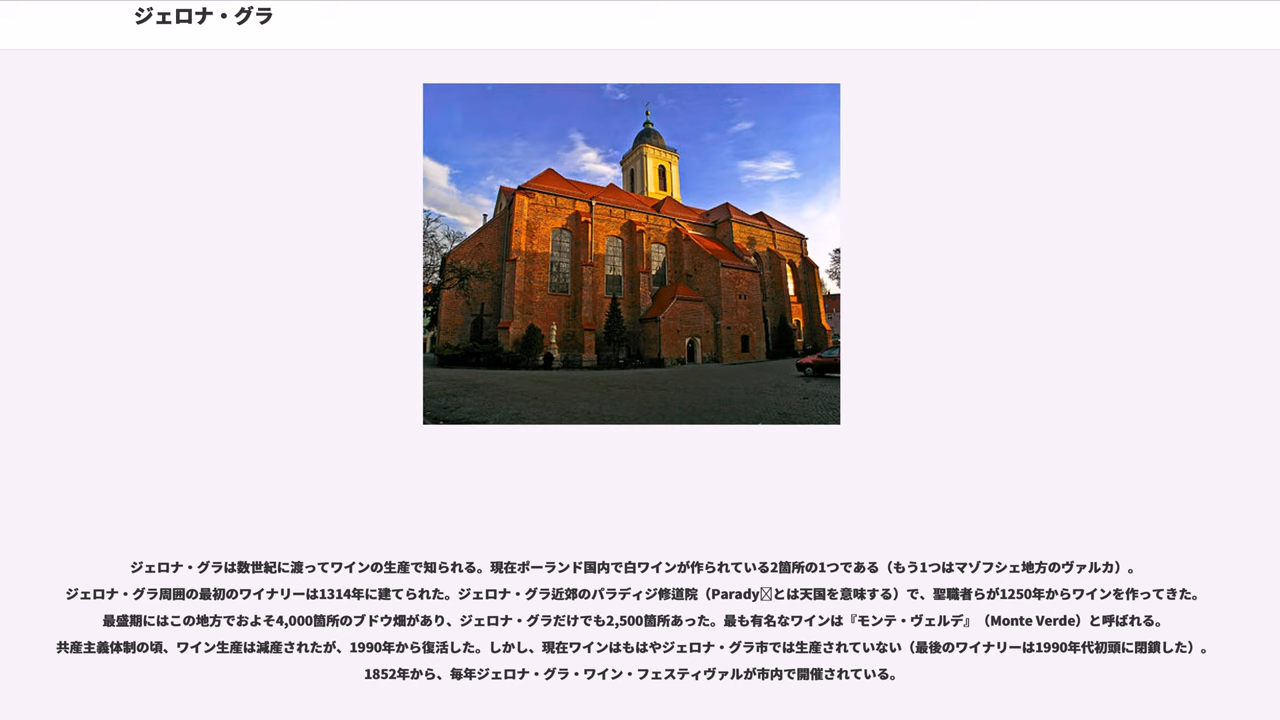 ジェロナ・グラ
ジェロナ・グラは数世紀に渡ってワインの生産で知られる。現在ポーランド国内で白ワインが作られている2箇所の1つである（もう1つはマゾフシェ地方のヴァルカ）。
ジェロナ・グラ周囲の最初のワイナリーは1314年に建てられた。ジェロナ・グラ近郊のパラディジ修道院（Parady�とは天国を意味する）で、聖職者らが1250年からワインを作ってきた。
最盛期にはこの地方でおよそ4,000箇所のブドウ畑があり、ジェロナ・グラだけでも2,500箇所あった。最も有名なワインは『モンテ・ヴェルデ』（Monte Verde）と呼ばれる。
共産主義体制の頃、ワイン生産は減産されたが、1990年から復活した。しかし、現在ワインはもはやジェロナ・グラ市では生産されていない（最後のワイナリーは1990年代初頭に閉鎖した）。
1852年から、毎年ジェロナ・グラ・ワイン・フェスティヴァルが市内で開催されている。